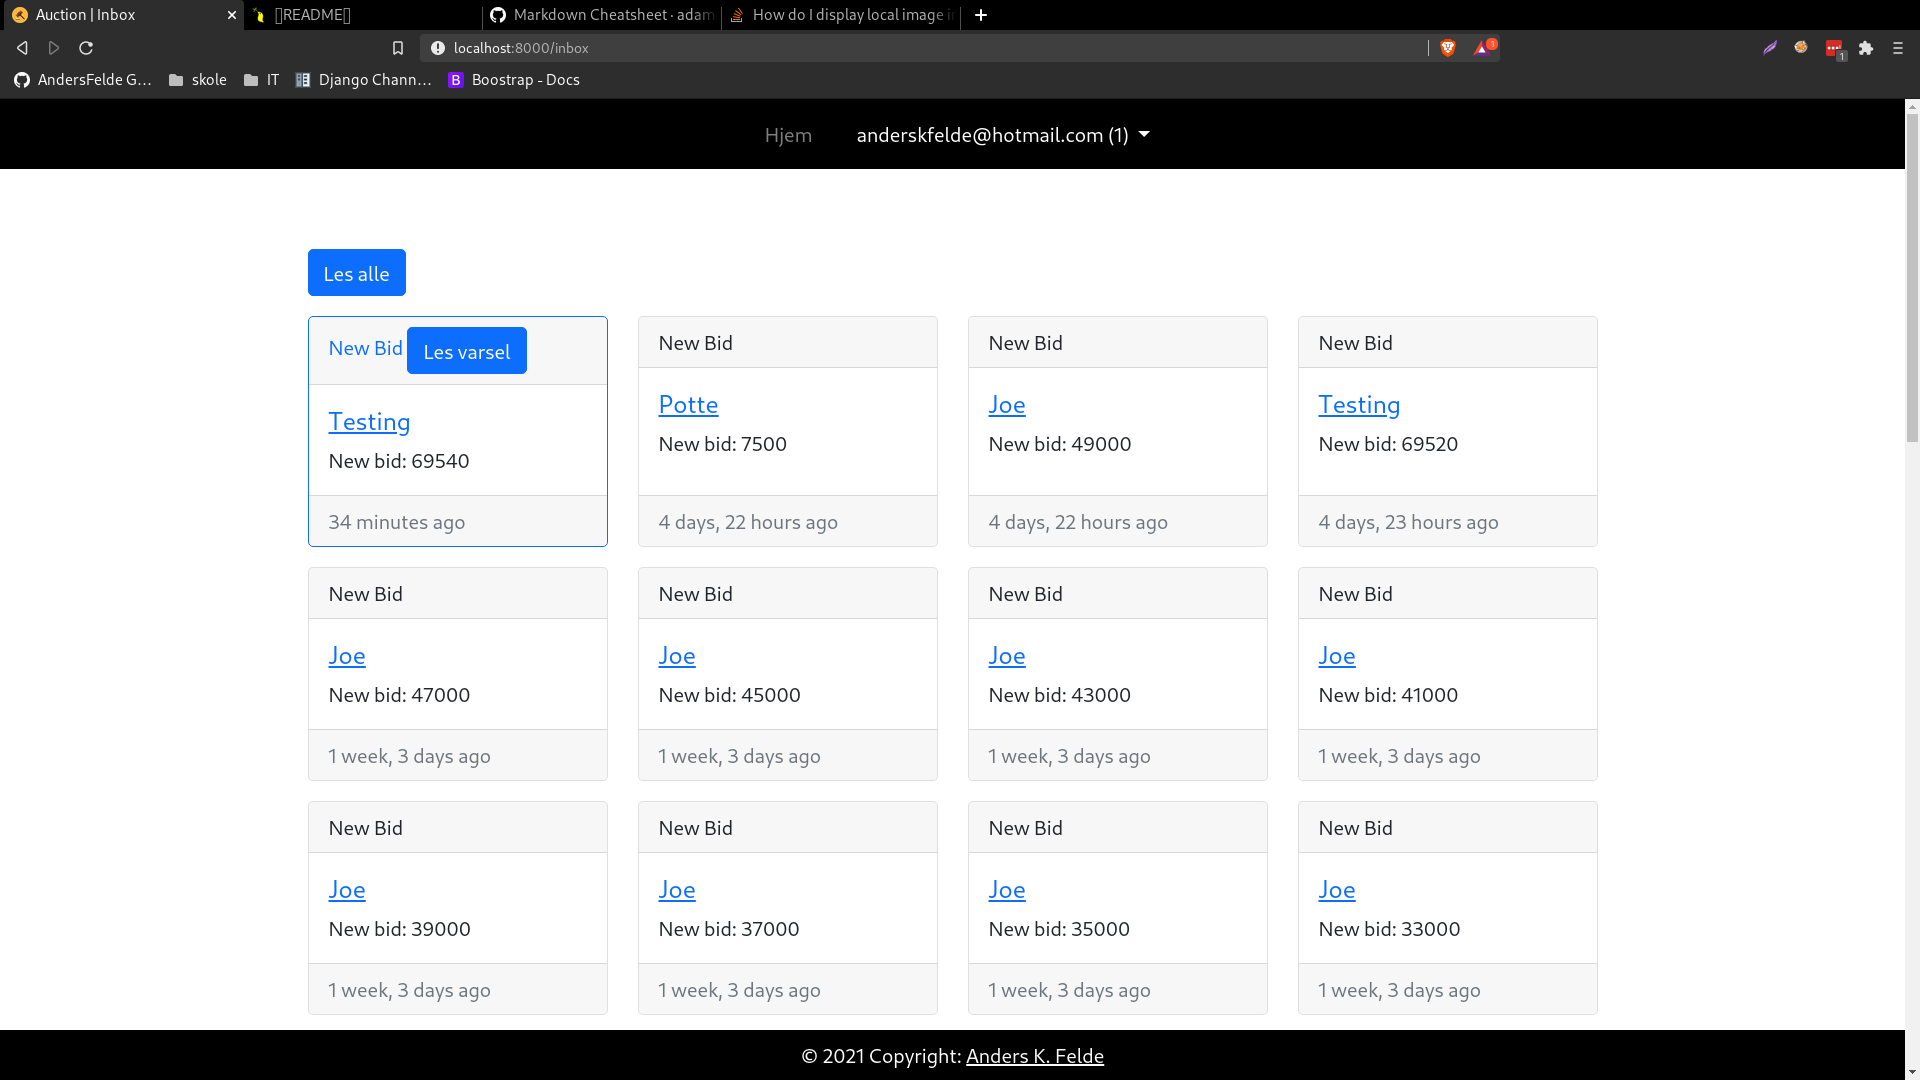 Auction | Inbox
[]README[]
Markdown Cheatsheet · adam
How do I display local image i
localhost:8000/inbox
1
1
AndersFelde G...
skole
IT
Django Chann...
B
Boostrap - Docs
Hjem
anderskfelde@hotmail.com (1)
Les alle
New Bid
Les varsel
Testing
New bid: 69540
34 minutes ago
New Bid
Potte
New bid: 7500
4 days, 22 hours ago
New Bid
Joe
New bid: 49000
4 days, 22 hours ago
New Bid
Testing
New bid: 69520
4 days, 23 hours ago
New Bid
Joe
New bid: 47000
1 week, 3 days ago
New Bid
Joe
New bid: 45000
1 week, 3 days ago
New Bid
Joe
New bid: 43000
1 week, 3 days ago
New Bid
Joe
New bid: 41000
1 week, 3 days ago
New Bid
Joe
New bid: 39000
1 week, 3 days ago
New Bid
Joe
New bid: 37000
1 week, 3 days ago
New Bid
Joe
New bid: 35000
1 week, 3 days ago
New Bid
Joe
New bid: 33000
1 week, 3 days ago
© 2021 Copyright: Anders K. Felde